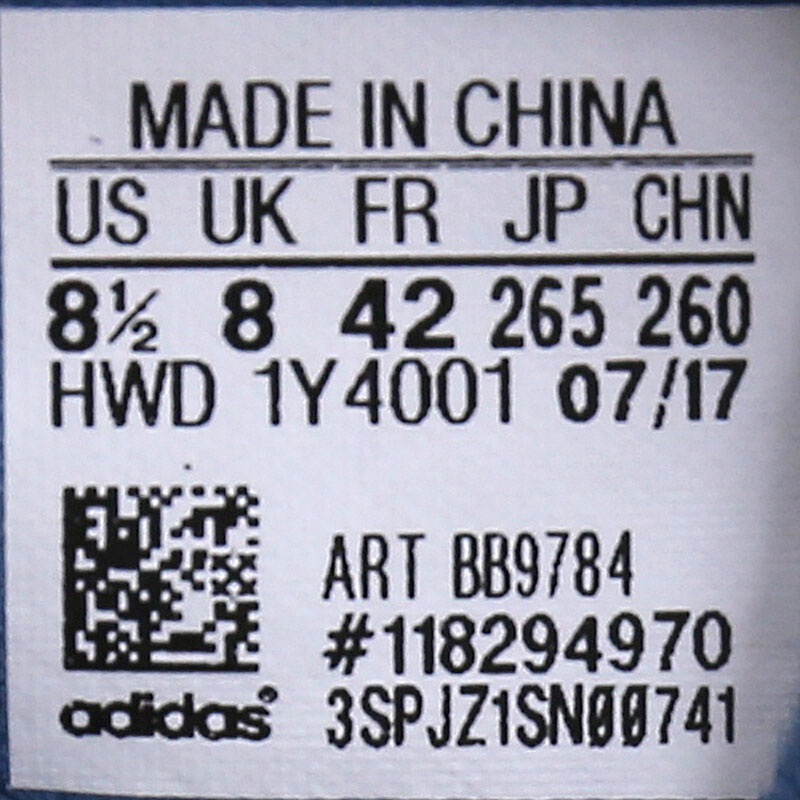 MADE IN CHINA
US UK FR JP CHN
8½ 8 42 265 260
HWD 1Y4001 07/17
ART BB9784
#118294970
adidas® 3SPJZ1SN00741